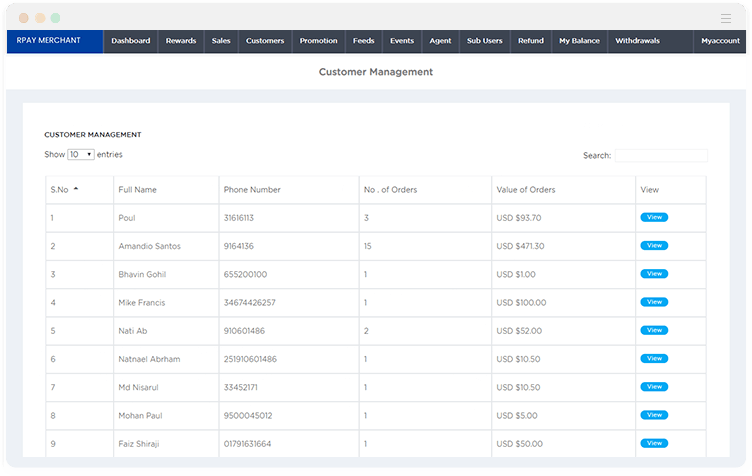 RPAY MERCHANT Dashboard Rewards Sales Customers Promotion Feeds Events Agent Sub Users Refund My Balance Withdrawals Myaccount
Customer Management
CUSTOMER MANAGEMENT
Show 10 entries Search:
S.No Full Name Phone Number No . of Orders Value of Orders View
1 Poul 31616113 3 USD $93.70 View
2 Amandio Santos 9164136 15 USD $471.30 View
3 Bhavin Gohil 655200100 1 USD $1.00 View
4 Mike Francis 34674426257 1 USD $100.00 View
5 Nati Ab 910601486 2 USD $52.00 View
6 Natnael Abrham 251910601486 1 USD $10.50 View
7 Md Nisarul 33452171 1 USD $10.50 View
8 Mohan Paul 9500045012 1 USD $5.00 View
9 Faiz Shiraji 01791631664 1 USD $50.00 View